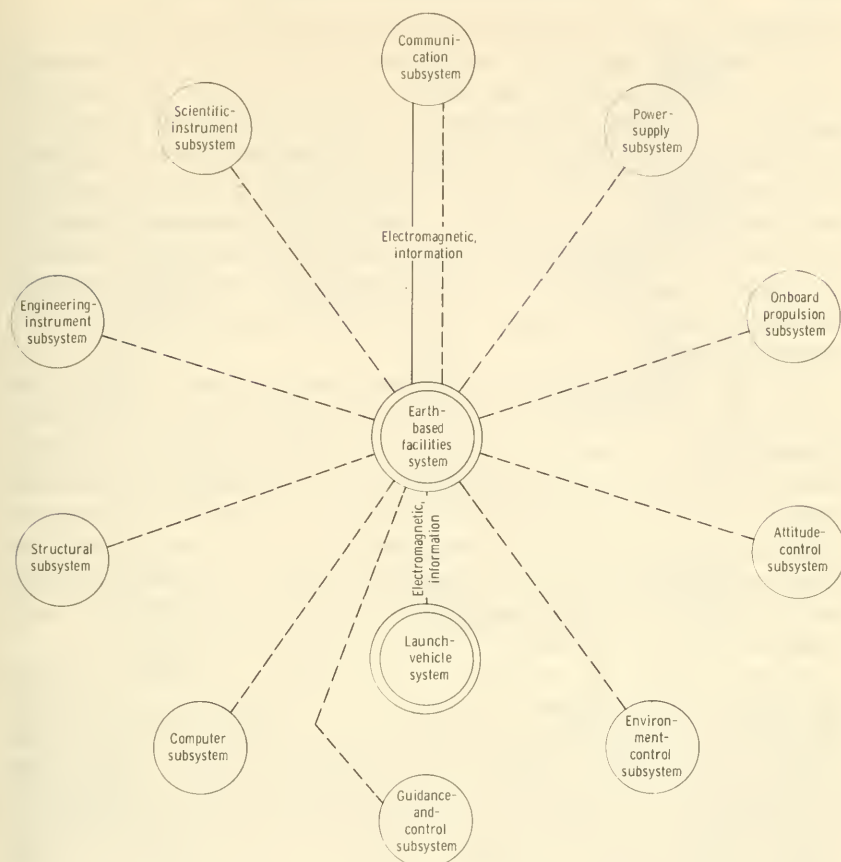 Communi-
cation
subsystem
Scientific-
instrument
subsystem
Power-
supply
subsystem
Electromagnetic,
information
Engineering-
instrument
subsystem
Onboard
propulsion
subsystem
Earth-
based
facilities
system
Structural
subsystem
Electromagnetic,
information
Attitude-
control
subsystem
Launch-
vehicle
system
Computer
subsystem
Environ-
ment-
control
subsystem
Guidance-
and-
control
subsystem